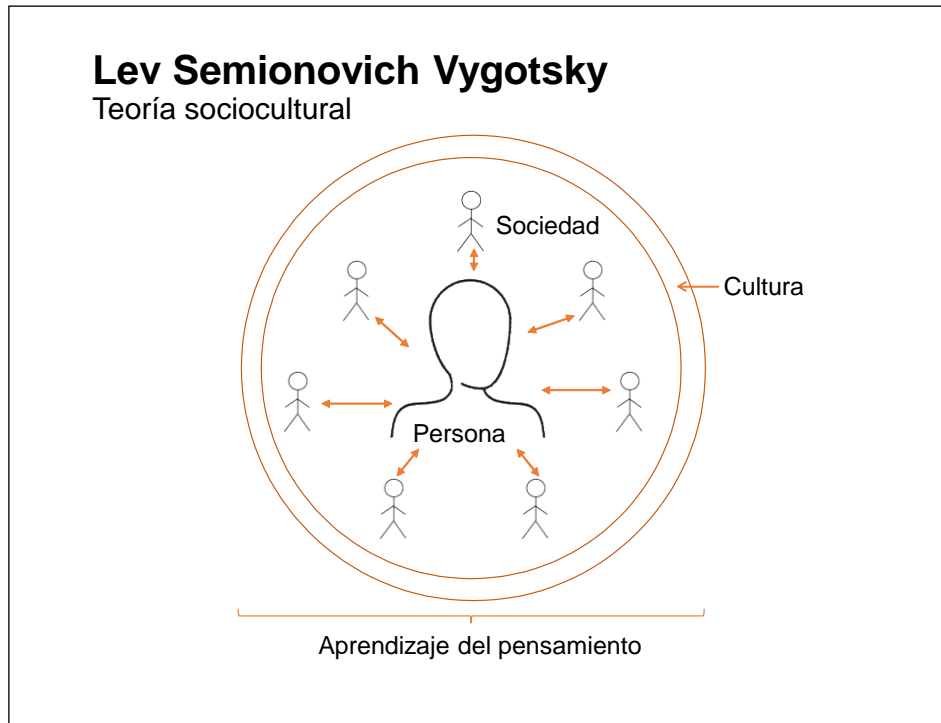 Lev Semionovich Vygotsky
Teoría sociocultural
Sociedad
Cultura
Persona
Aprendizaje del pensamiento